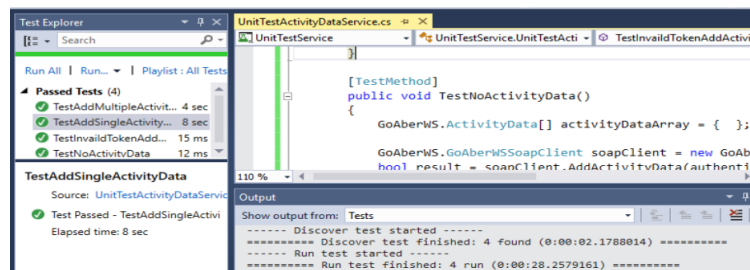 Test Explorer
Search
Run All | Run... | Playlist : All Tests
Passed Tests (4)
TestAddMultipleActivit... 4 sec
TestAddSingleActivity... 8 sec
TestInvaildTokenAdd... 15 ms
TestNoActivityData 12 ms
TestAddSingleActivityData
Source: UnitTestActivityDataServic
Test Passed - TestAddSingleActivi
Elapsed time: 8 sec
UnitTestActivityDataService.cs
UnitTestService
UnitTestService.UnitTestActi
TestInvaildTokenAddActivi
}
[TestMethod]
public void TestNoActivityData()
{
GoAberWS.ActivityData[] activityDataArray = { };
GoAberWS.GoAberWSSoapClient soapClient = new GoAb
bool result = soapClient.AddActivityData(authenti
110 %
Output
Show output from: Tests
------ Discover test started ------
========== Discover test finished: 4 found (0:00:02.1788014) ==========
------ Run test started ------
========== Run test finished: 4 run (0:00:28.2579161) ==========